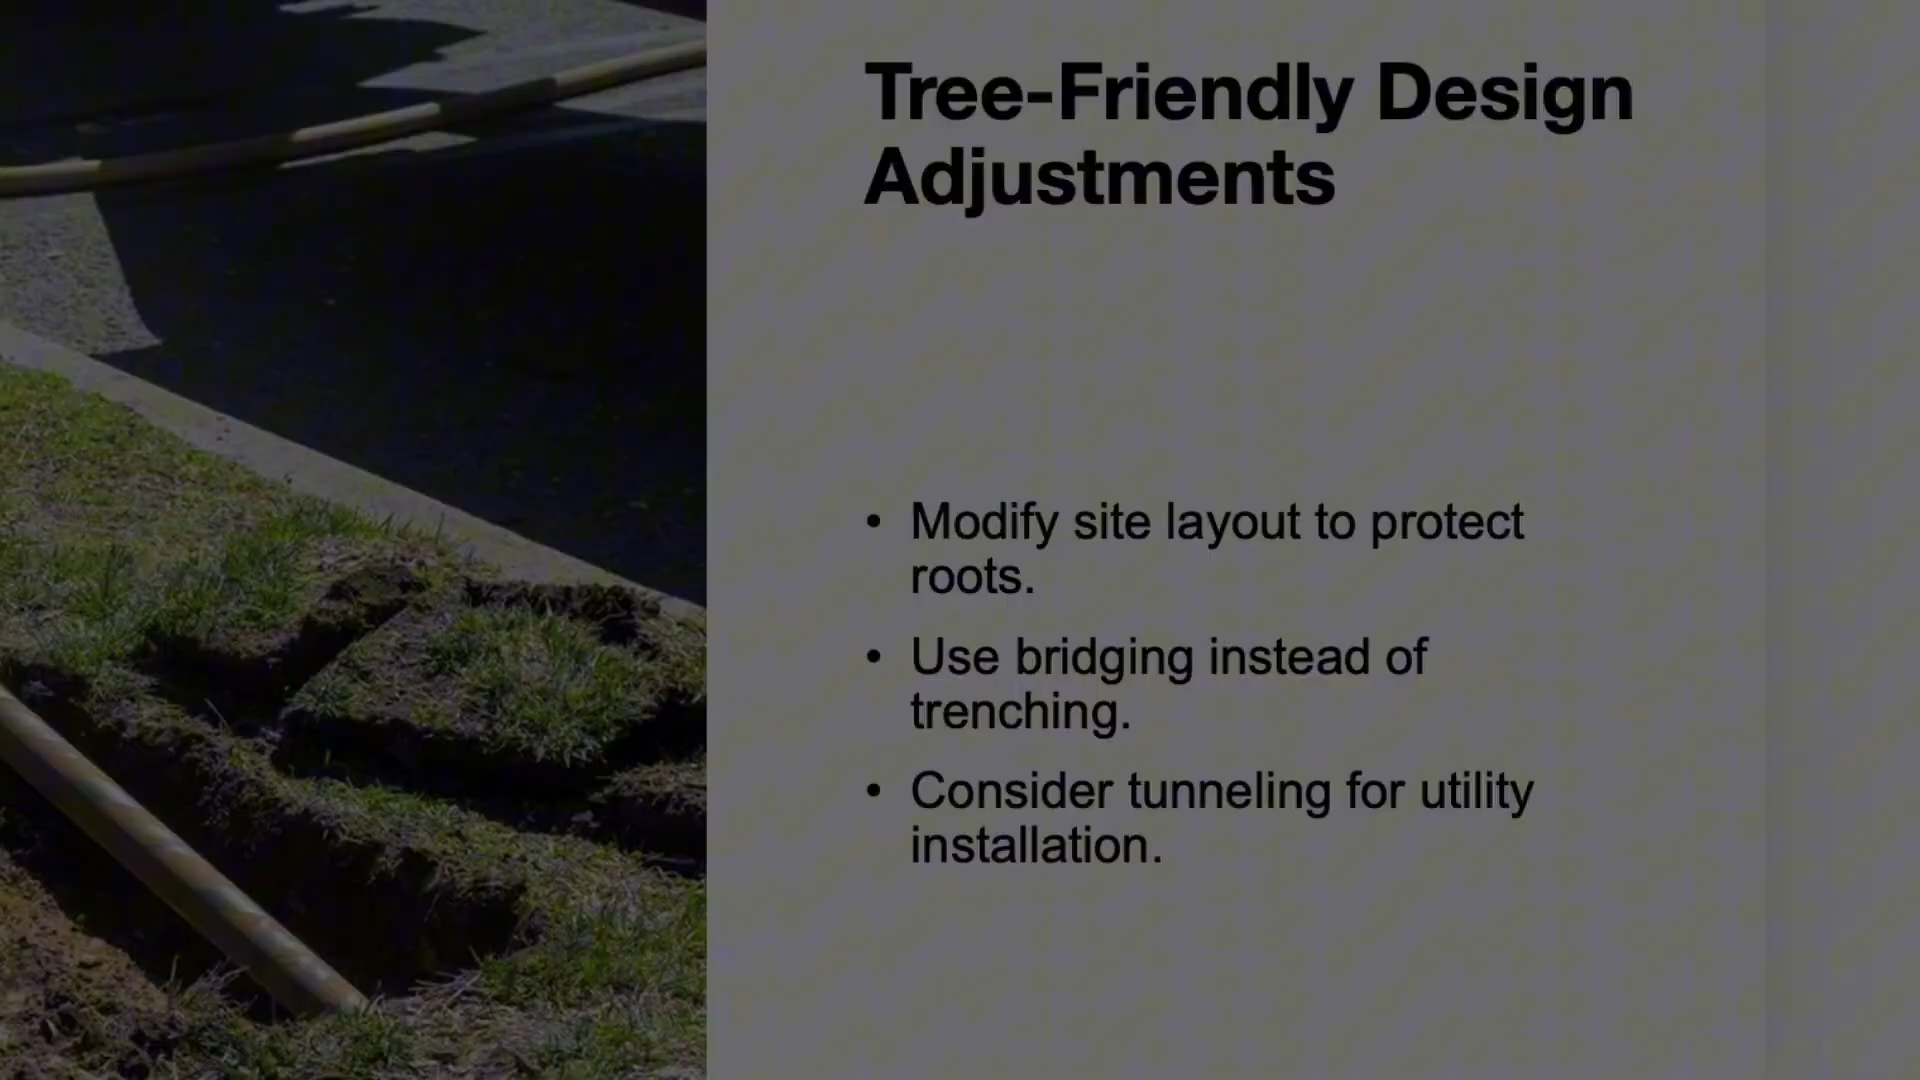 Tree-Friendly Design
Adjustments
• Modify site layout to protect
roots.
• Use bridging instead of
trenching.
• Consider tunneling for utility
installation.